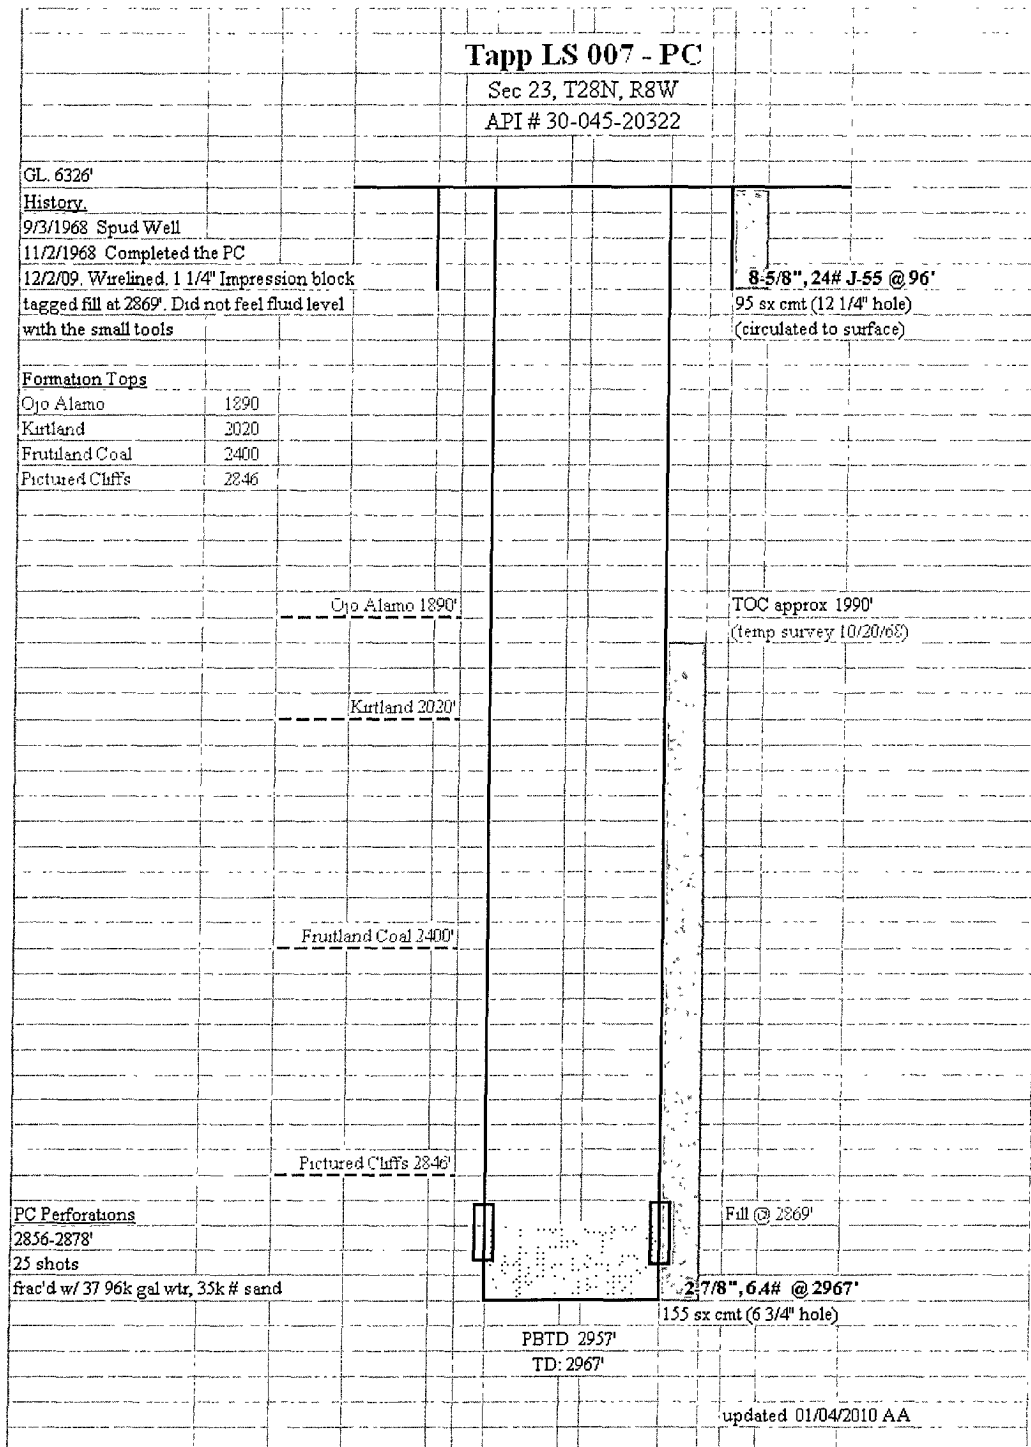 Tapp LS 007 - PC
Sec 23, T28N, R8W
API # 30-045-20322
GL. 6326'
History.
9/3/1968 Spud Well
11/2/1968 Completed the PC
12/2/09. Wirelined. 1 1/4" Impression block
tagged fill at 2869'. Did not feel fluid level
with the small tools
8-5/8", 24# J-55 @ 96'
95 sx cmt (12 1/4" hole)
(circulated to surface)
Formation Tops
Ojo Alamo 1890
Kirtland 2020
Frutiland Coal 2400
Pictured Cliffs 2846
Ojo Alamo 1890'
TOC approx 1990'
(temp survey 10/20/68)
Kirtland 2020'
Fruitland Coal 2400'
Pictured Cliffs 2846'
PC Perforations
2856-2878'
25 shots
frac'd w/ 37 96k gal wtr, 35k # sand
Fill @ 2869'
2-7/8", 6.4# @ 2967'
155 sx cmt (6 3/4" hole)
PBTD 2957'
TD: 2967'
updated 01/04/2010 AA